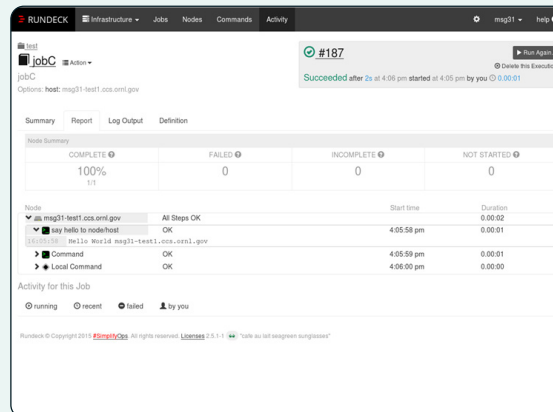 RUNDECK Infrastructure Jobs Nodes Commands Activity msg31 help
test
jobC Action
jobC
Options: host: msg31-test1.ccs.ornl.gov
#187
Run Again
Delete this Executio
Succeeded after 2s at 4:06 pm started at 4:05 pm by you 0.00:01
Summary Report Log Output Definition
Node Summary
COMPLETE FAILED INCOMPLETE NOT STARTED
100% 0 0 0
1/1
Node Start time Duration
msg31-test1.ccs.ornl.gov All Steps OK 0.00:02
say hello to node/host OK 4:05:58 pm 0.00:01
16:05:58 Hello World msg31-test1.ccs.ornl.gov
Command OK 4:05:59 pm 0.00:01
Local Command OK 4:06:00 pm 0.00:00
Activity for this Job
running recent failed by you
Rundeck © Copyright 2015 #SimplifyOps. All rights reserved. Licenses 2.5.1-1 "cafe au lait seagreen sunglasses"